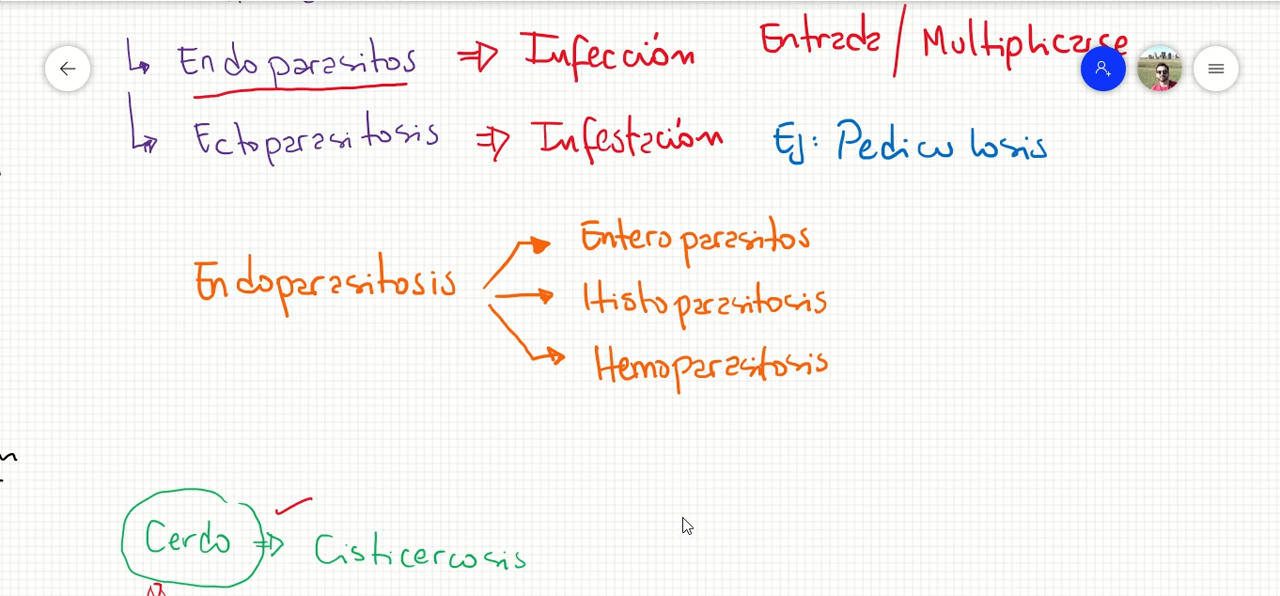 ↳ Endoparasitos ⇒ Infección Entrada / Multiplicarse
↳ Ectoparasitosis ⇒ Infestación Ej: Pediculosis
Endoparasitosis
Enteroparasitos
Histoparasitosis
Hemoparasitosis
Cerdo ⇒ Cisticercosis